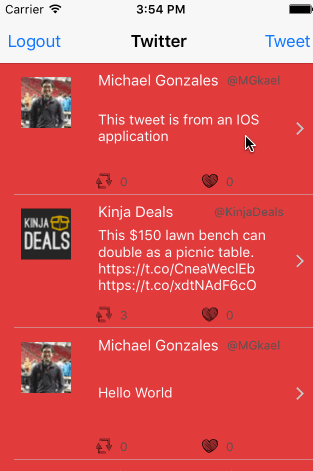 Carrier 3:54 PM
Logout Twitter Tweet
Michael Gonzales @MGkael
This tweet is from an IOS
application
0 0
KINJA
DEALS
Kinja Deals @KinjaDeals
This $150 lawn bench can
double as a picnic table.
https://t.co/CneaWeclEb
https://t.co/xdtNAdF6cO
3 0
Michael Gonzales @MGkael
Hello World
0 0